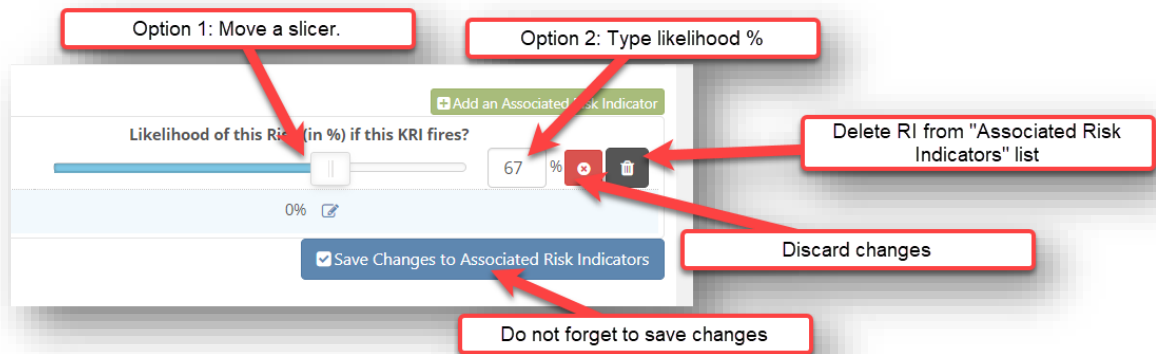 Option 1: Move a slicer.
Option 2: Type likelihood %
Add an Associated Risk Indicator
Likelihood of this Risk (in %) if this KRI fires?
67 %
Delete RI from "Associated Risk
Indicators" list
0%
Discard changes
Save Changes to Associated Risk Indicators
Do not forget to save changes